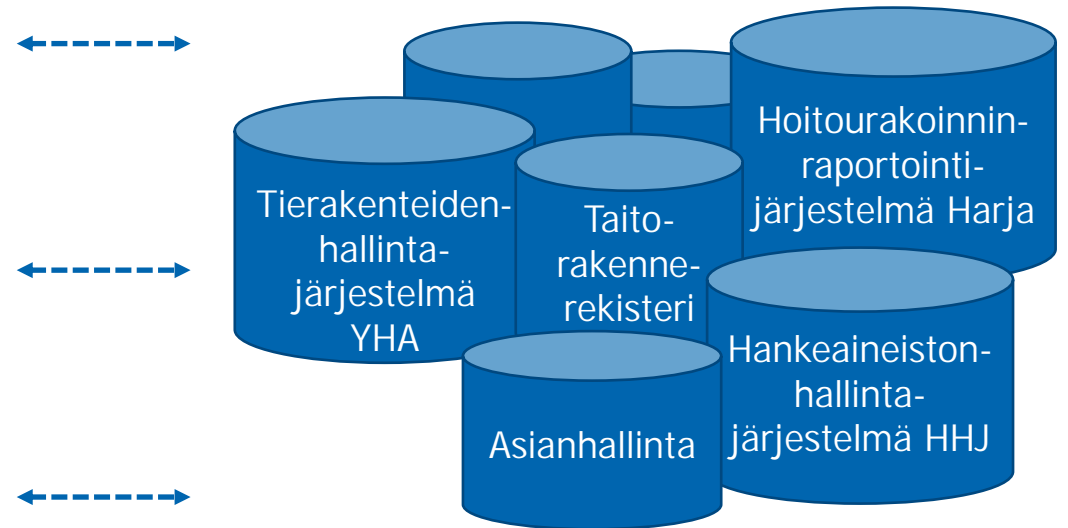 Hoitourakoinnin-
raportointi-
järjestelmä Harja
Tierakenteiden-
hallinta-
järjestelmä
YHA
Taito-
rakenne-
rekisteri
Hankeaineiston-
hallinta-
järjestelmä HHJ
Asianhallinta